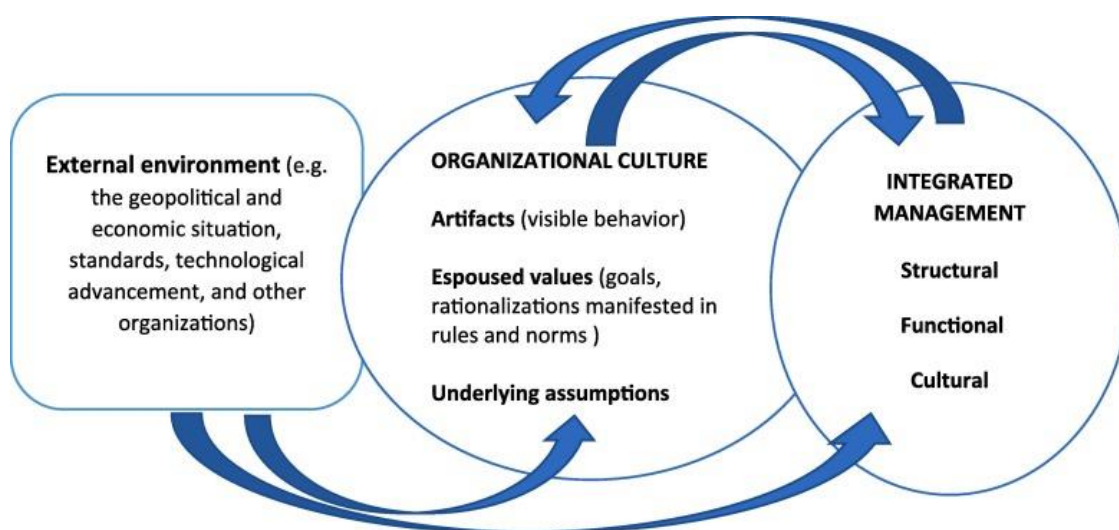 External environment (e.g.
the geopolitical and
economic situation,
standards, technological
advancement, and other
organizations)
ORGANIZATIONAL CULTURE
Artifacts (visible behavior)
Espoused values (goals,
rationalizations manifested in
rules and norms )
Underlying assumptions
INTEGRATED
MANAGEMENT
Structural
Functional
Cultural